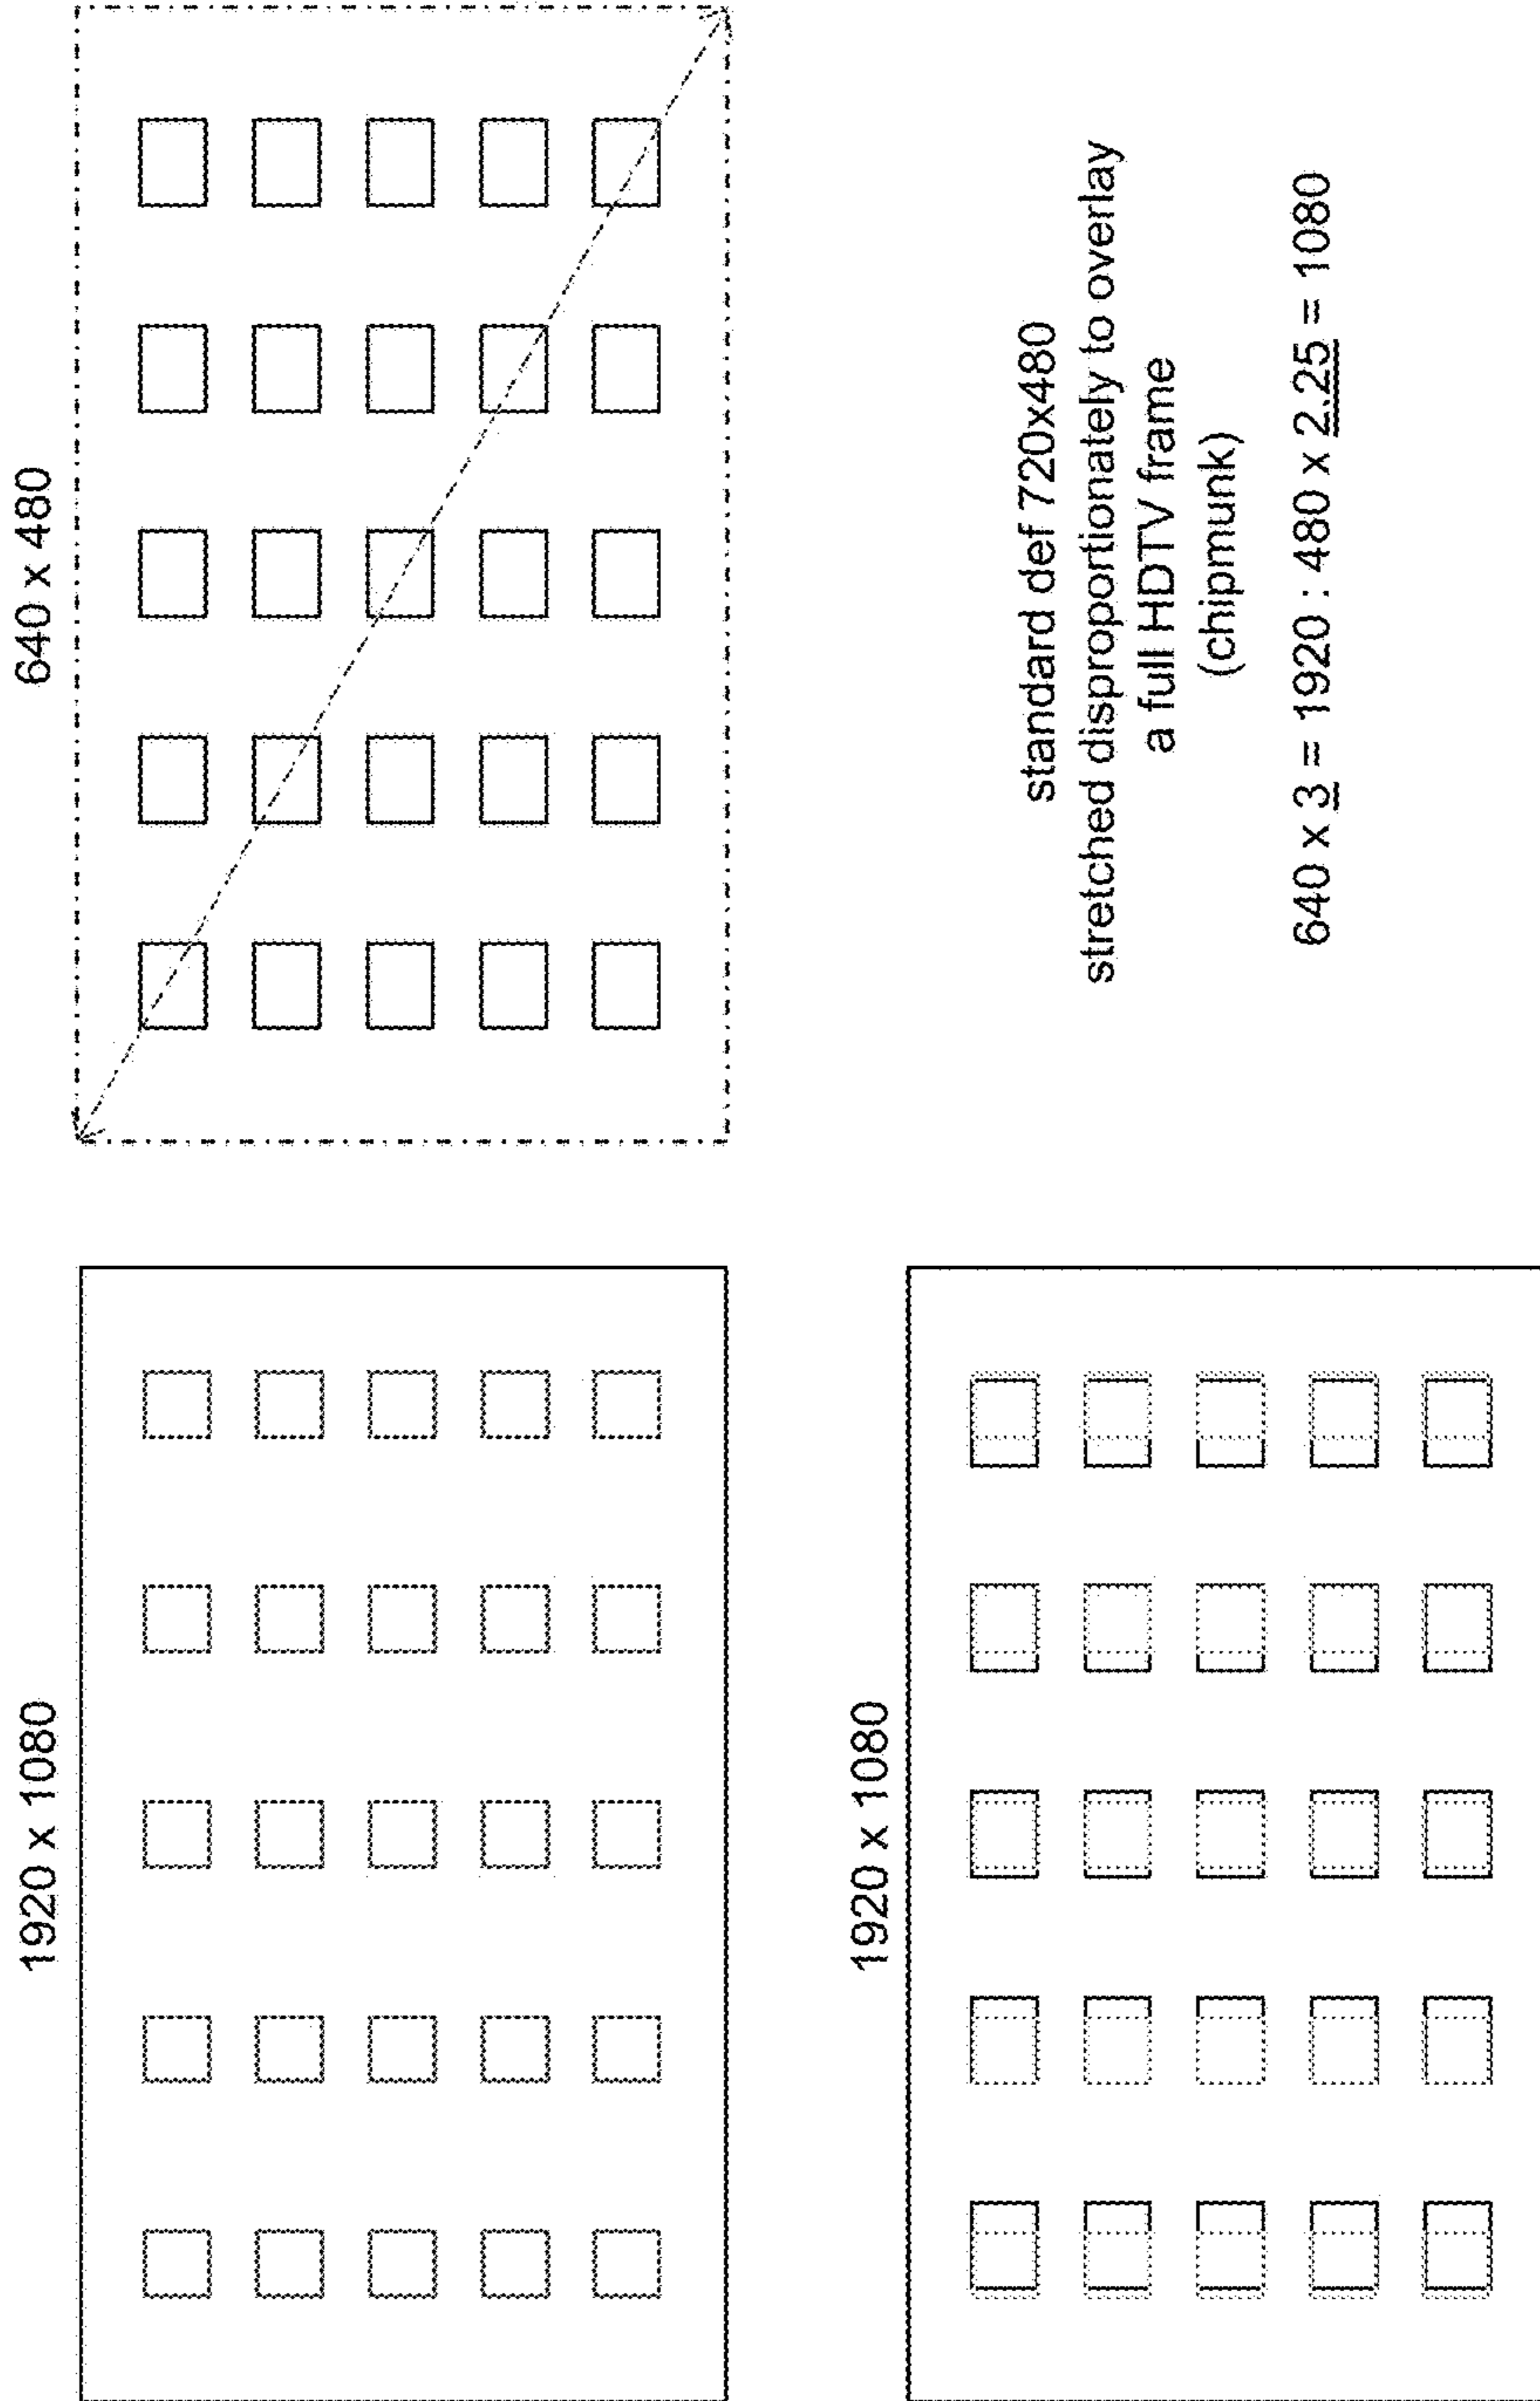 1920 x 1080
640 x 480
1920 x 1080
standard def 720x480
stretched disproportionately to overlay
a full HDTV frame
(chipmunk)
640 x 3 = 1920 : 480 x 2.25 = 1080